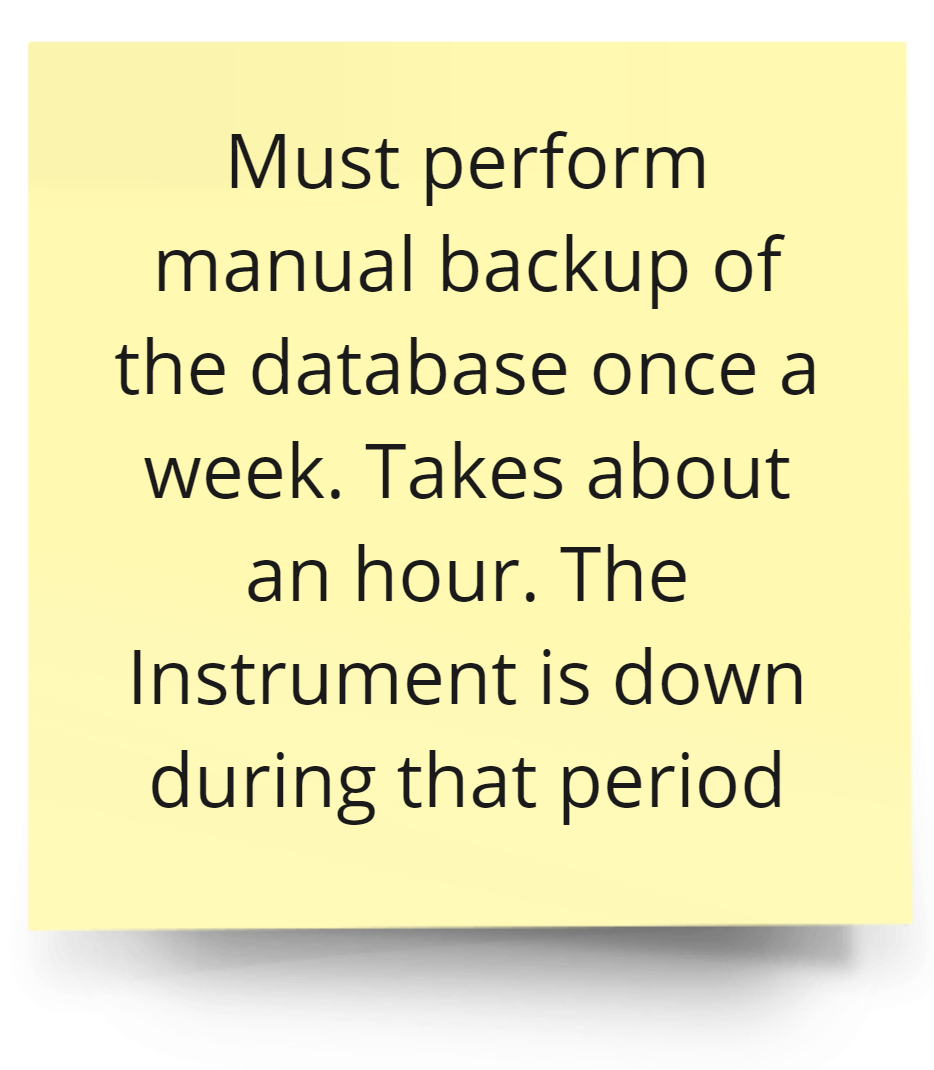 Must perform
manual backup of
the database once a
week. Takes about
an hour. The
Instrument is down
during that period